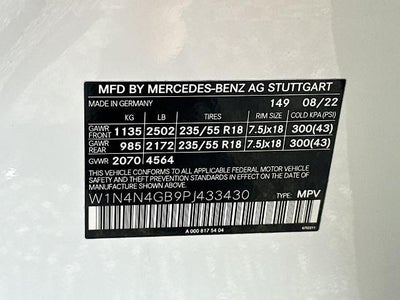 MFD BY MERCEDES-BENZ AG STUTTGART
MADE IN GERMANY 149 08/22
KG LB TIRES RIM SIZE COLD KPA(PSI)
GAWR FRONT 1135 2502 235/55 R18 7.5Jx18 300(43)
GAWR REAR 985 2172 235/55 R18 7.5Jx18 300(43)
GVWR 2070 4564
THIS VEHICLE CONFORMS TO ALL APPLICABLE FEDERAL MOTOR VEHICLE
SAFETY AND THEFT PREVENTION STANDARDS IN EFFECT ON THE DATE OF
MANUFACTURE SHOWN ABOVE.
W1N4N4GB9PJ433430 TYPE: MPV
A 000 817 54 04